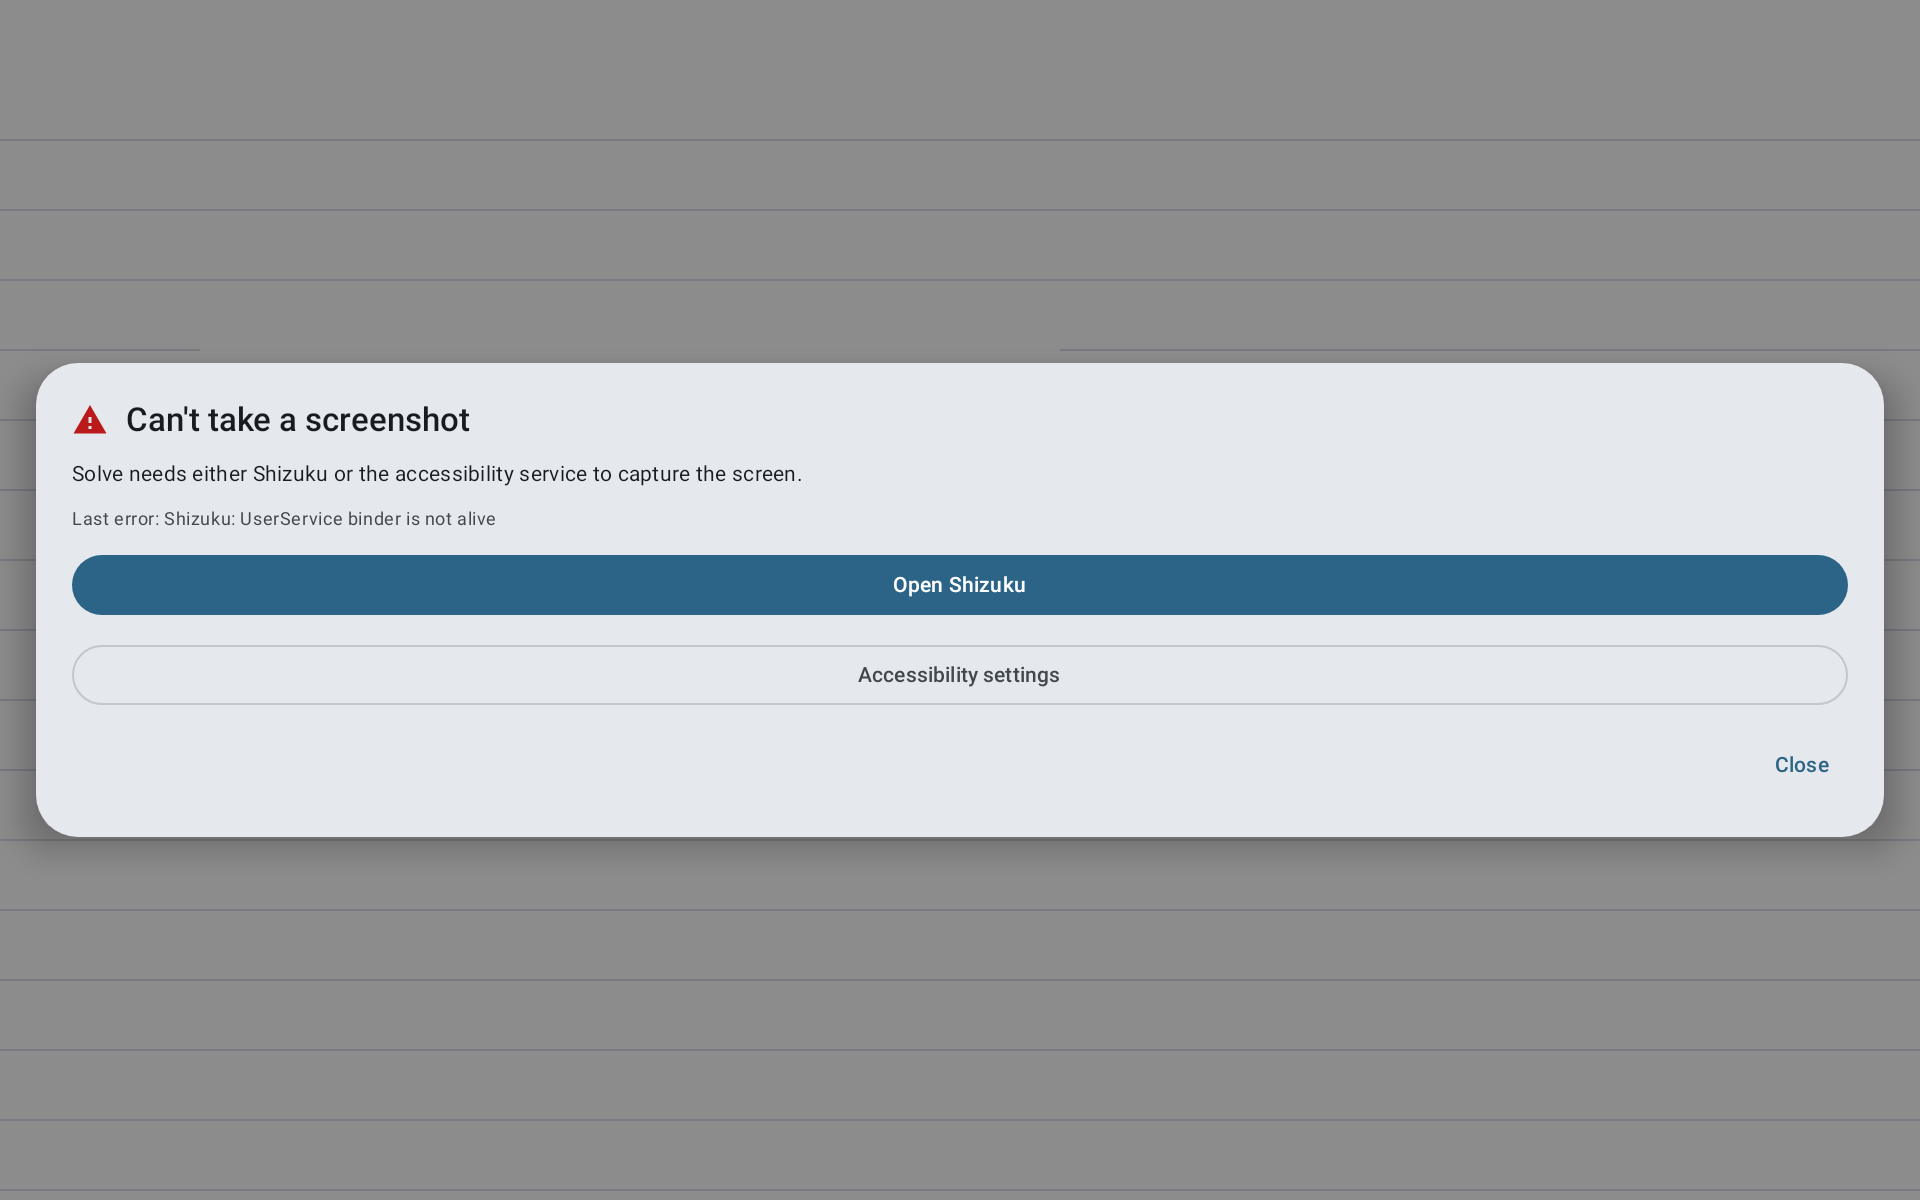 Can't take a screenshot
Solve needs either Shizuku or the accessibility service to capture the screen.
Last error: Shizuku: UserService binder is not alive
Open Shizuku
Accessibility settings
Close